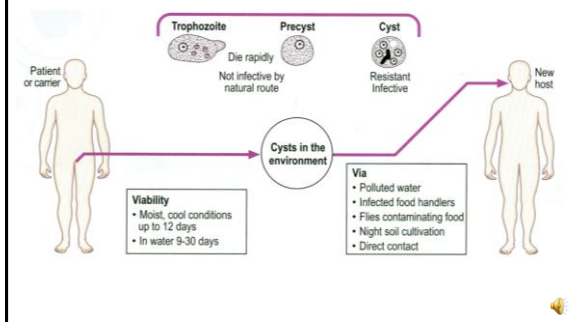 Trophozoite
Precyst
Cyst
Die rapidly
Not infective by
natural route
Resistant
Infective
Patient
or carrier
New
host
Cysts in the
environment
Viability
• Moist, cool conditions
up to 12 days
• In water 9-30 days
Via
• Polluted water
• Infected food handlers
• Flies contaminating food
• Night soil cultivation
• Direct contact